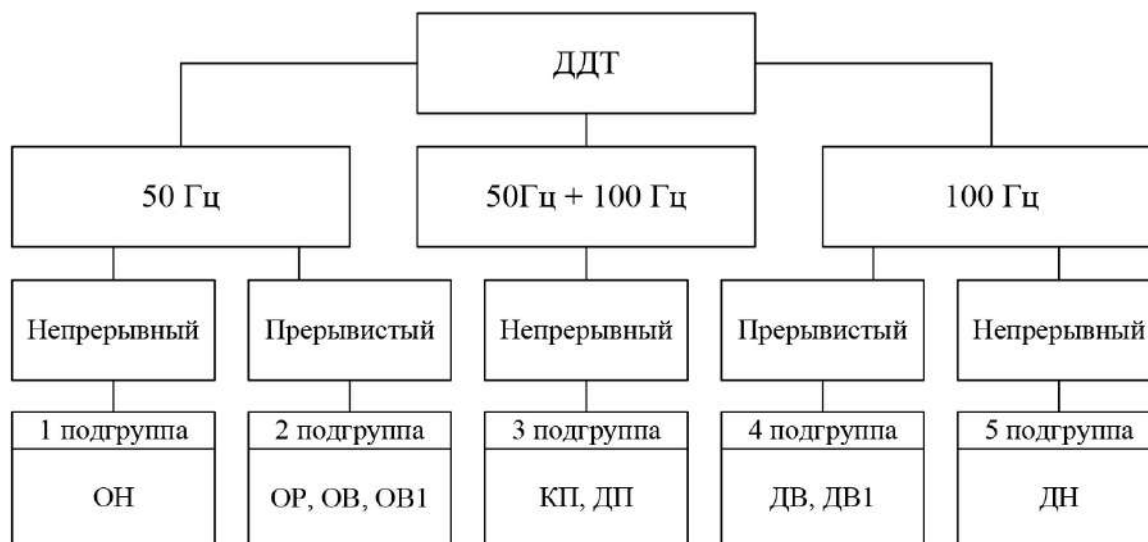 ДДТ
50 Гц
50Гц + 100 Гц
100 Гц
Непрерывный
Прерывистый
Непрерывный
Прерывистый
Непрерывный
1 подгруппа
2 подгруппа
3 подгруппа
4 подгруппа
5 подгруппа
ОН
ОР, ОВ, ОВ1
КП, ДП
ДВ, ДВ1
ДН